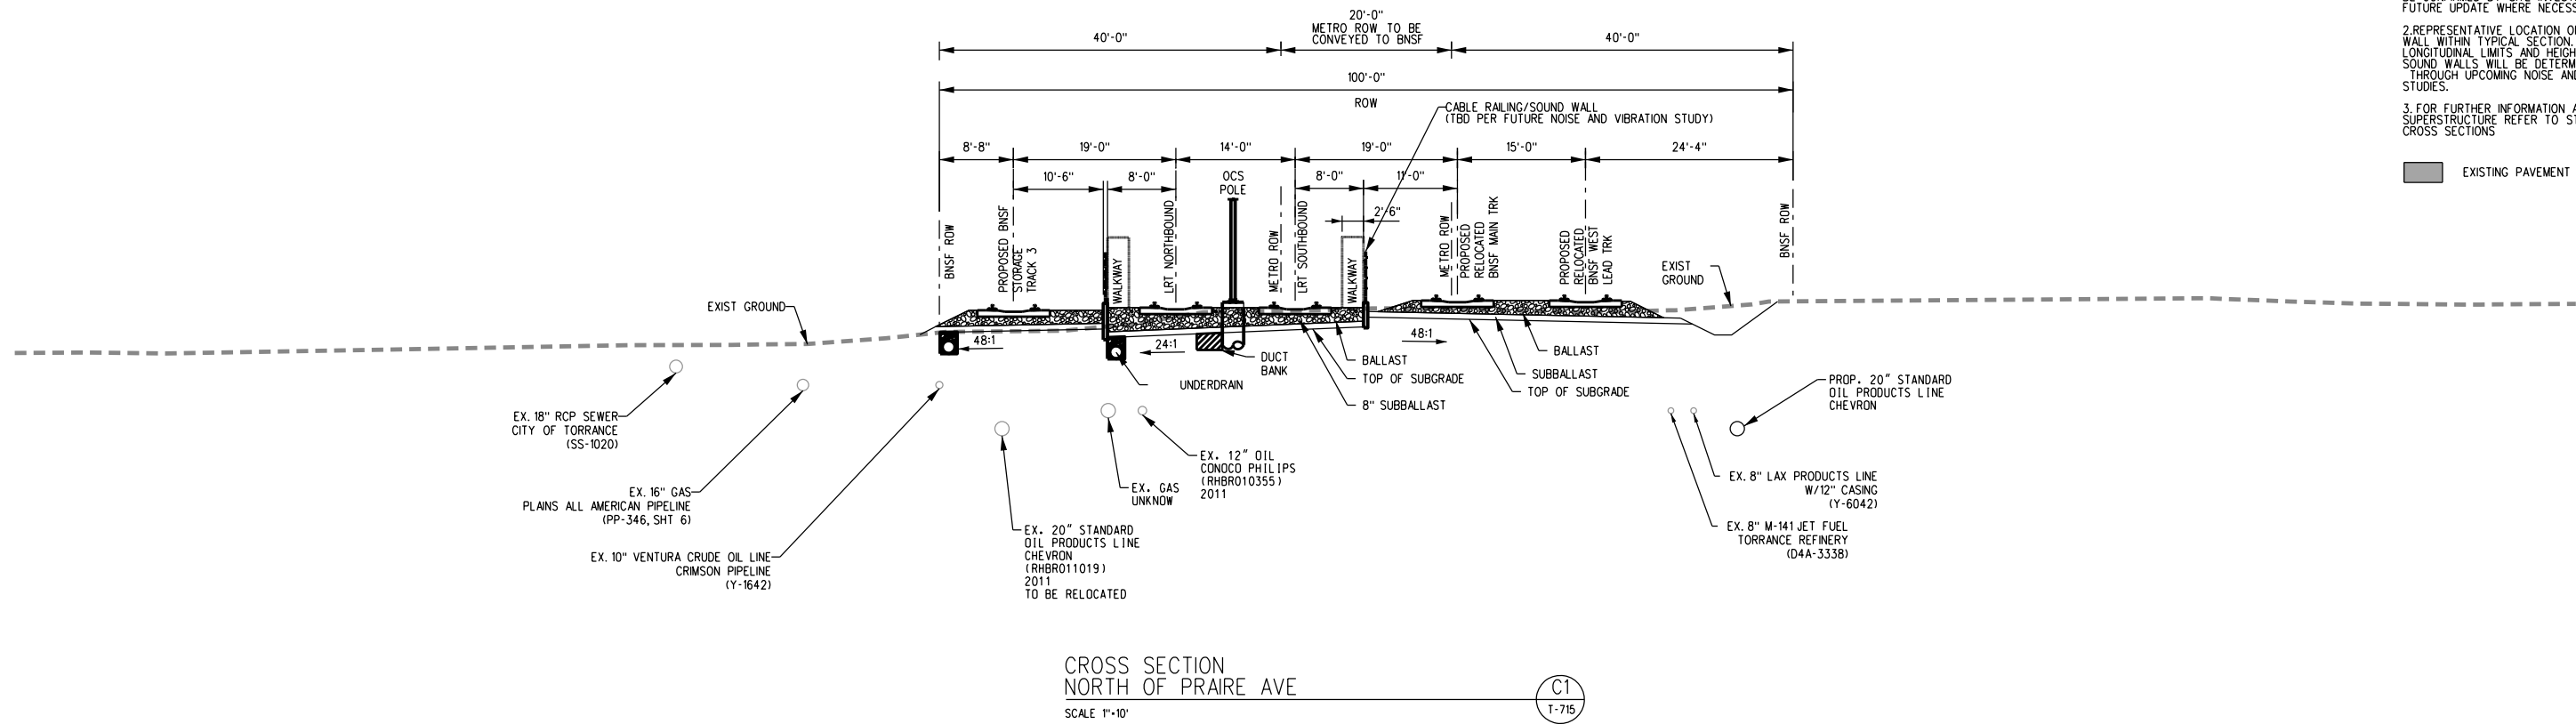 20'-0"
METRO ROW TO BE
CONVEYED TO BNSF
40'-0"
40'-0"
100'-0"
ROW
CABLE RAILING/SOUND WALL
(TBD PER FUTURE NOISE AND VIBRATION STUDY)
8'-8"
19'-0"
14'-0"
19'-0"
15'-0"
24'-4"
10'-6"
8'-0"
OCS
POLE
8'-0"
11'-0"
2'-6"
BNSF ROW
PROPOSED BNSF
STORAGE
TRACK 3
WALKWAY
LRT NORTHBOUND
METRO ROW
LRT SOUTHBOUND
WALKWAY
METRO ROW
PROPOSED
RELOCATED
BNSF MAIN TRK
PROPOSED
RELOCATED
BNSF WEST
LEAD TRK
EXIST
GROUND
BNSF ROW
EXIST GROUND
48:1
24:1
UNDERDRAIN
DUCT
BANK
48:1
BALLAST
TOP OF SUBGRADE
8" SUBBALLAST
BALLAST
SUBBALLAST
TOP OF SUBGRADE
PROP. 20" STANDARD
OIL PRODUCTS LINE
CHEVRON
EX. 18" RCP SEWER
CITY OF TORRANCE
(SS-1020)
EX. 16" GAS
PLAINS ALL AMERICAN PIPELINE
(PP-346, SHT 6)
EX. 10" VENTURA CRUDE OIL LINE
CRIMSON PIPELINE
(Y-1642)
EX. 20" STANDARD
OIL PRODUCTS LINE
CHEVRON
(RHBR011019)
2011
TO BE RELOCATED
EX. GAS
UNKNOW
EX. 12" OIL
CONOCO PHILIPS
(RHBR010355)
2011
EX. 8" LAX PRODUCTS LINE
W/12" CASING
(Y-6042)
EX. 8" M-141 JET FUEL
TORRANCE REFINERY
(D4A-3338)
FUTURE UPDATE WHERE NECESS
2.REPRESENTATIVE LOCATION O
WALL WITHIN TYPICAL SECTION.
LONGITUDINAL LIMITS AND HEIGH
SOUND WALLS WILL BE DETERM
THROUGH UPCOMING NOISE AND
STUDIES.
3. FOR FURTHER INFORMATION A
SUPERSTRUCTURE REFER TO ST
CROSS SECTIONS
EXISTING PAVEMENT
CROSS SECTION
NORTH OF PRAIRE AVE
SCALE 1"=10'
C1
T-715